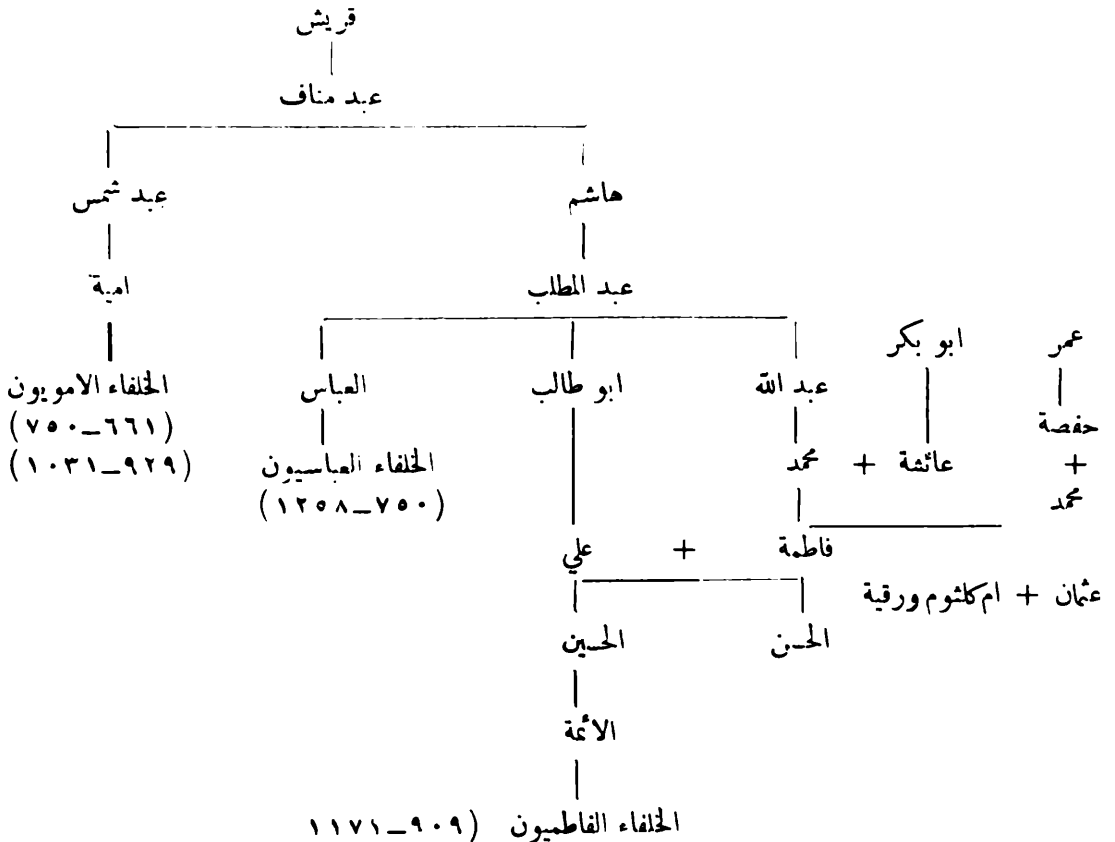 قريش
عبد مناف
هاشم عبد شمس
عبد المطلب امية
عمر ابو بكر
عبد الله ابو طالب العباس الخلفاء الامويون
حفصة (٦٦١–٧٥٠)
+ عائشة + محمد الخلفاء العباسيون (٩٢٩–١٠٣١)
محمد (٧٥٠–١٢٥٨)
فاطمة + علي
عثمان + ام كلثوم ورقية
الحسن الحسين
الأئمة
الخلفاء الفاطميون (٩٠٩–١١٧١